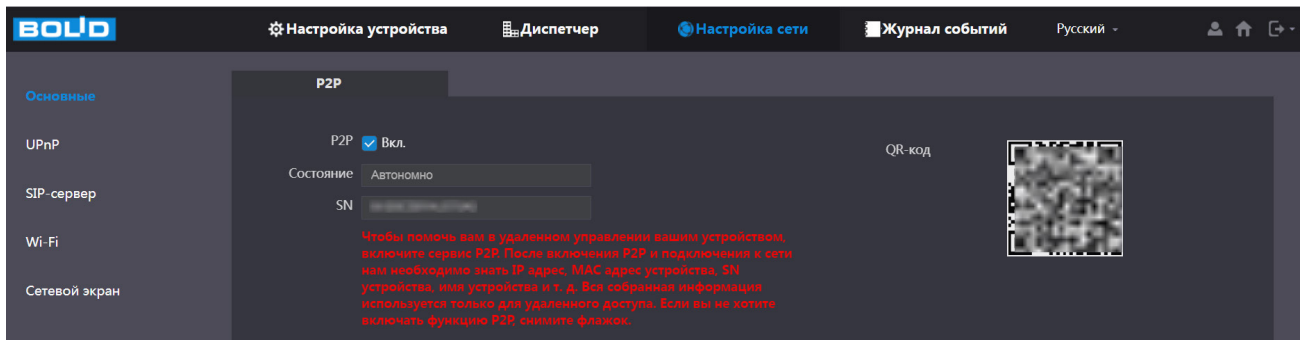 BOLID
Настройка устройства
Диспетчер
Настройка сети
Журнал событий
Русский
P2P
Основные
UPnP
SIP-сервер
Wi-Fi
Сетевой экран
P2P Вкл.
Состояние Автономно
SN
QR-код
Чтобы помочь вам в удаленном управлении вашим устройством,
включите сервис P2P. После включения P2P и подключения к сети
нам необходимо знать IP адрес, MAC адрес устройства, SN
устройства, имя устройства и т. д. Вся собранная информация
используется только для удаленного доступа. Если вы не хотите
включать функцию P2P, снимите флажок.